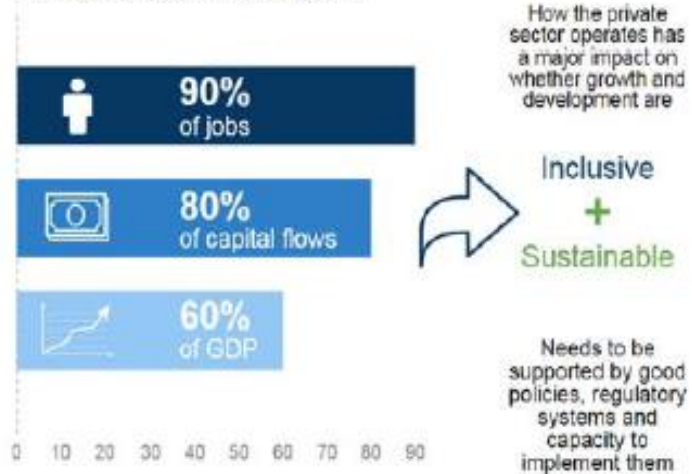 90%
of jobs
80%
of capital flows
60%
of GDP
0 10 20 30 40 50 60 70 80 90
How the private
sector operates has
a major impact on
whether growth and
development are
Inclusive
+
Sustainable
Needs to be
supported by good
policies, regulatory
systems and
capacity to
implement them